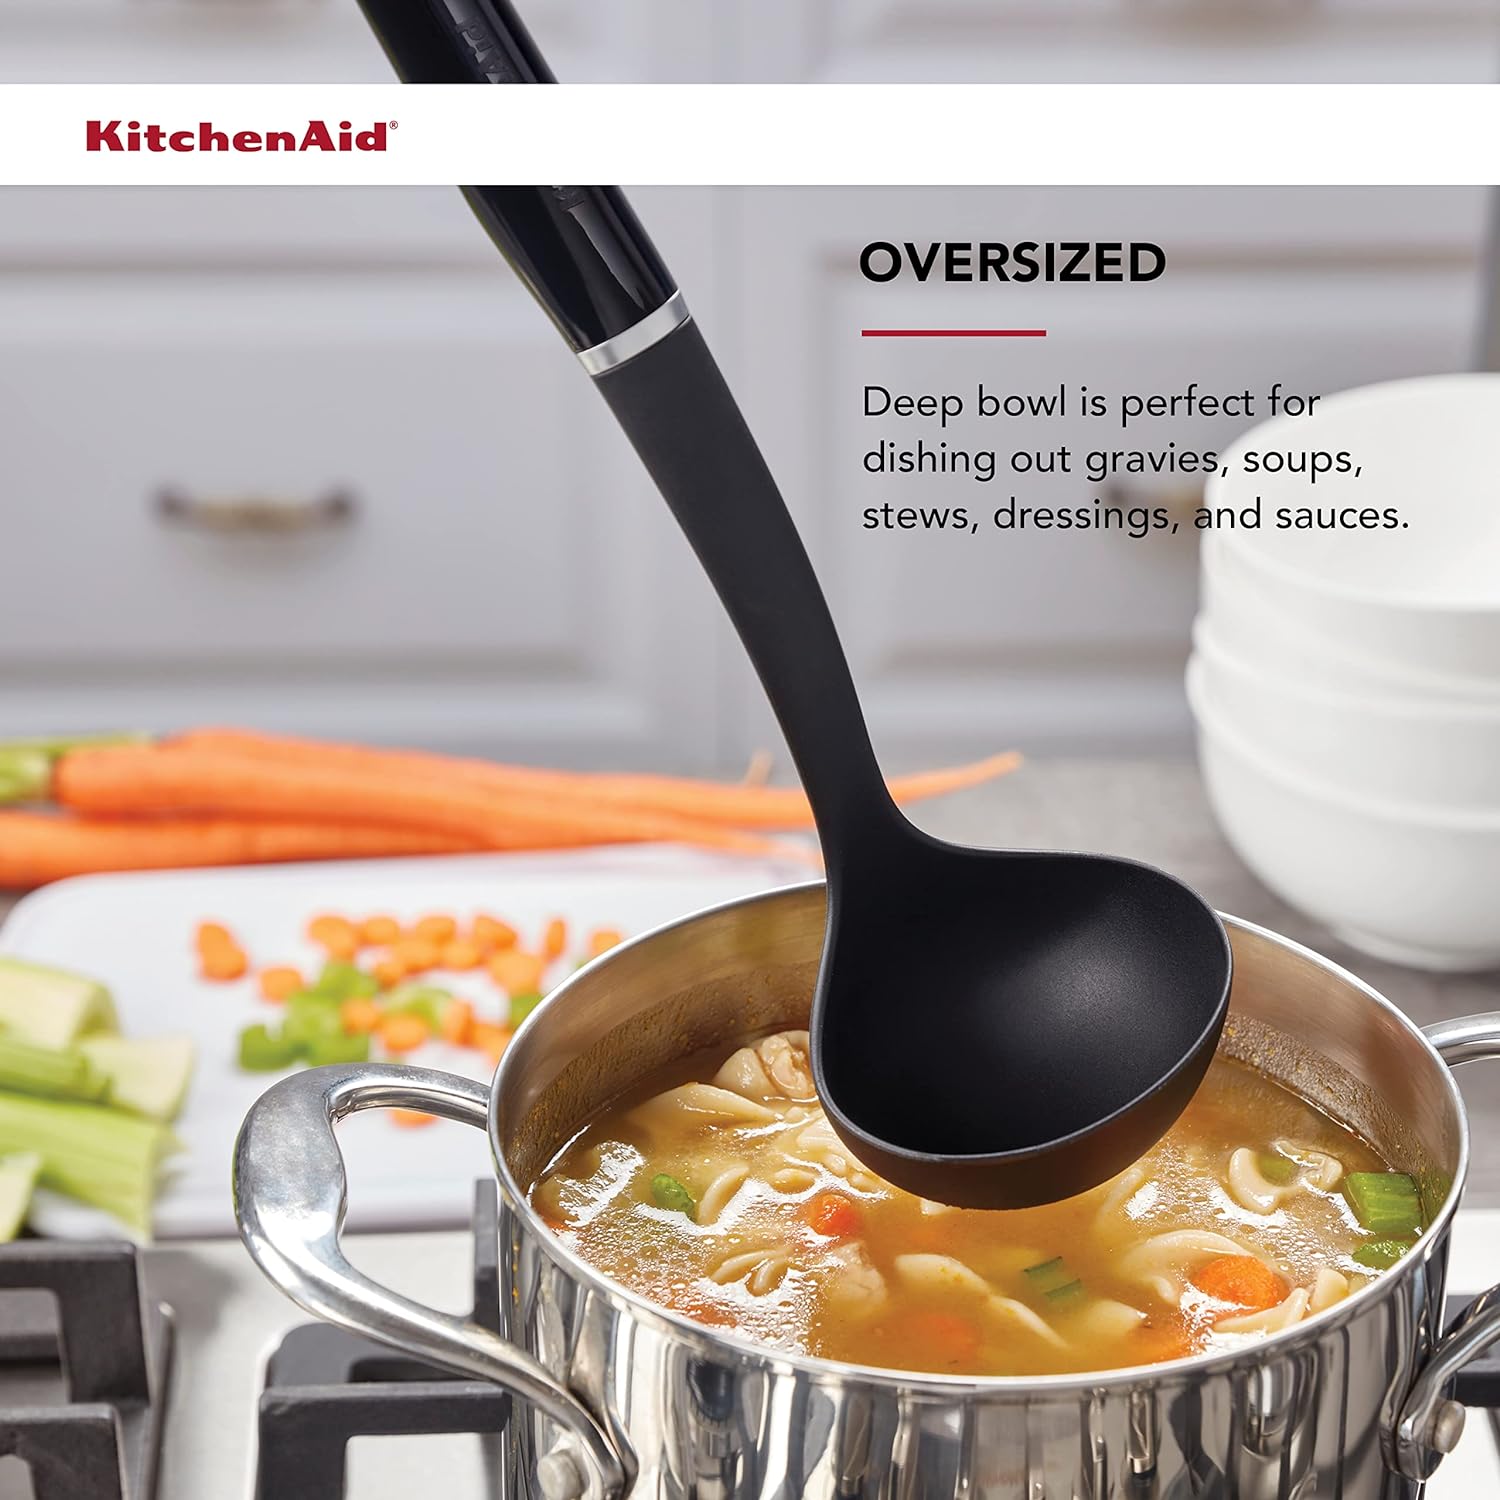 KitchenAid®
OVERSIZED
Deep bowl is perfect for
dishing out gravies, soups,
stews, dressings, and sauces.